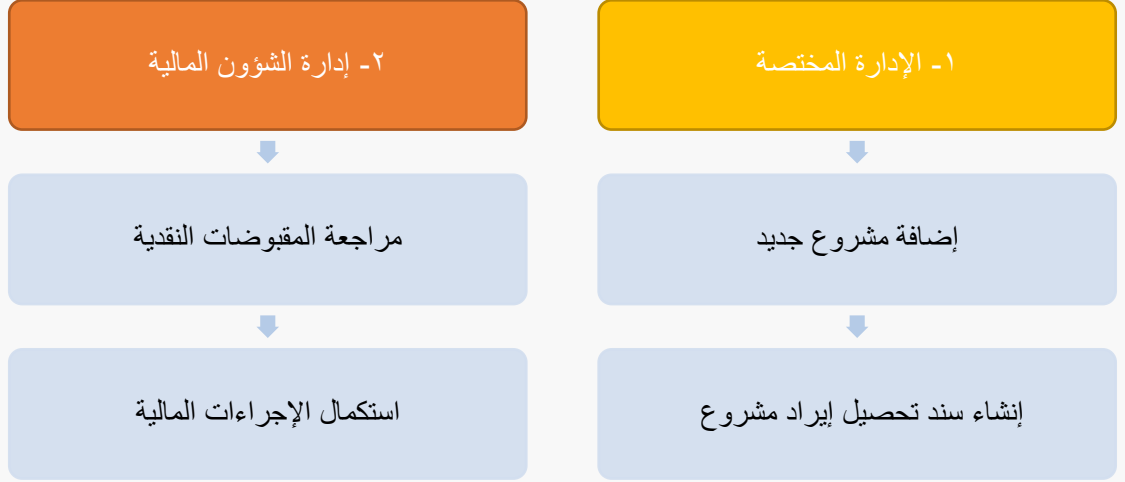 ١- الإدارة المختصة
إضافة مشروع جديد
إنشاء سند تحصيل إيراد مشروع
٢- إدارة الشؤون المالية
مراجعة المقبوضات النقدية
استكمال الإجراءات المالية